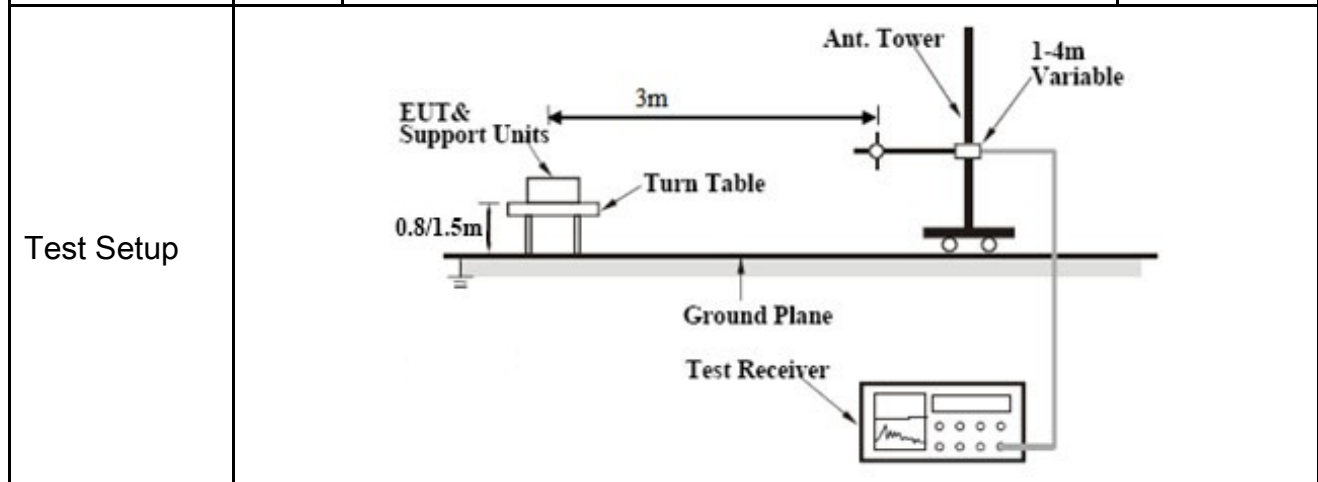 Test Setup
Ant. Tower
1-4m
Variable
3m
EUT&
Support Units
Turn Table
0.8/1.5m
Ground Plane
Test Receiver